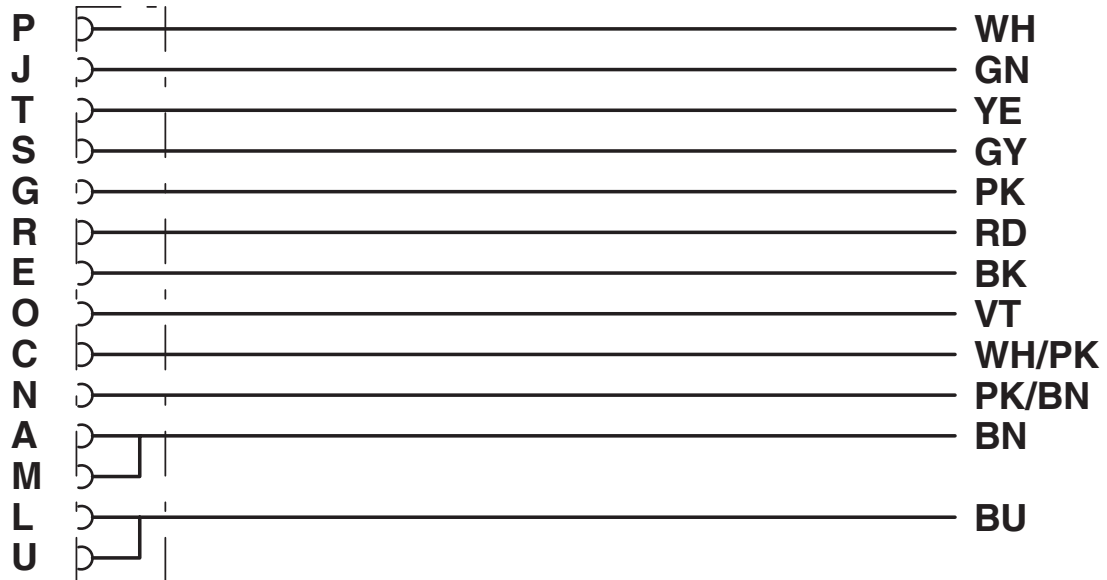 P WH
J GN
T YE
S GY
G PK
R RD
E BK
O VT
C WH/PK
N PK/BN
A BN
M
L BU
U